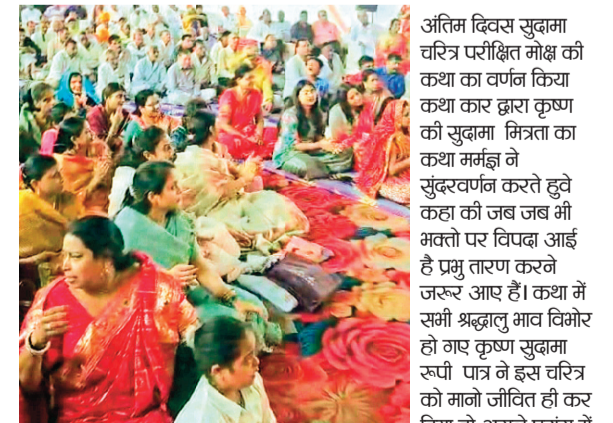 अंतिम दिवस सुदामा
चरित्र परीक्षित मोक्ष की
कथा का वर्णन किया
कथा कार द्वारा कृष्ण
की सुदामा मित्रता का
कथा मर्मज्ञ ने
सुंदरवर्णन करते हुवे
कहा की जब जब भी
भक्तो पर विपदा आई
है प्रभु तारण करने
जरूर आए हैं। कथा में
सभी श्रद्धालु भाव विभोर
हो गए कृष्ण सुदामा
रूपी पात्र ने इस चरित्र
को मानो जीवित ही कर